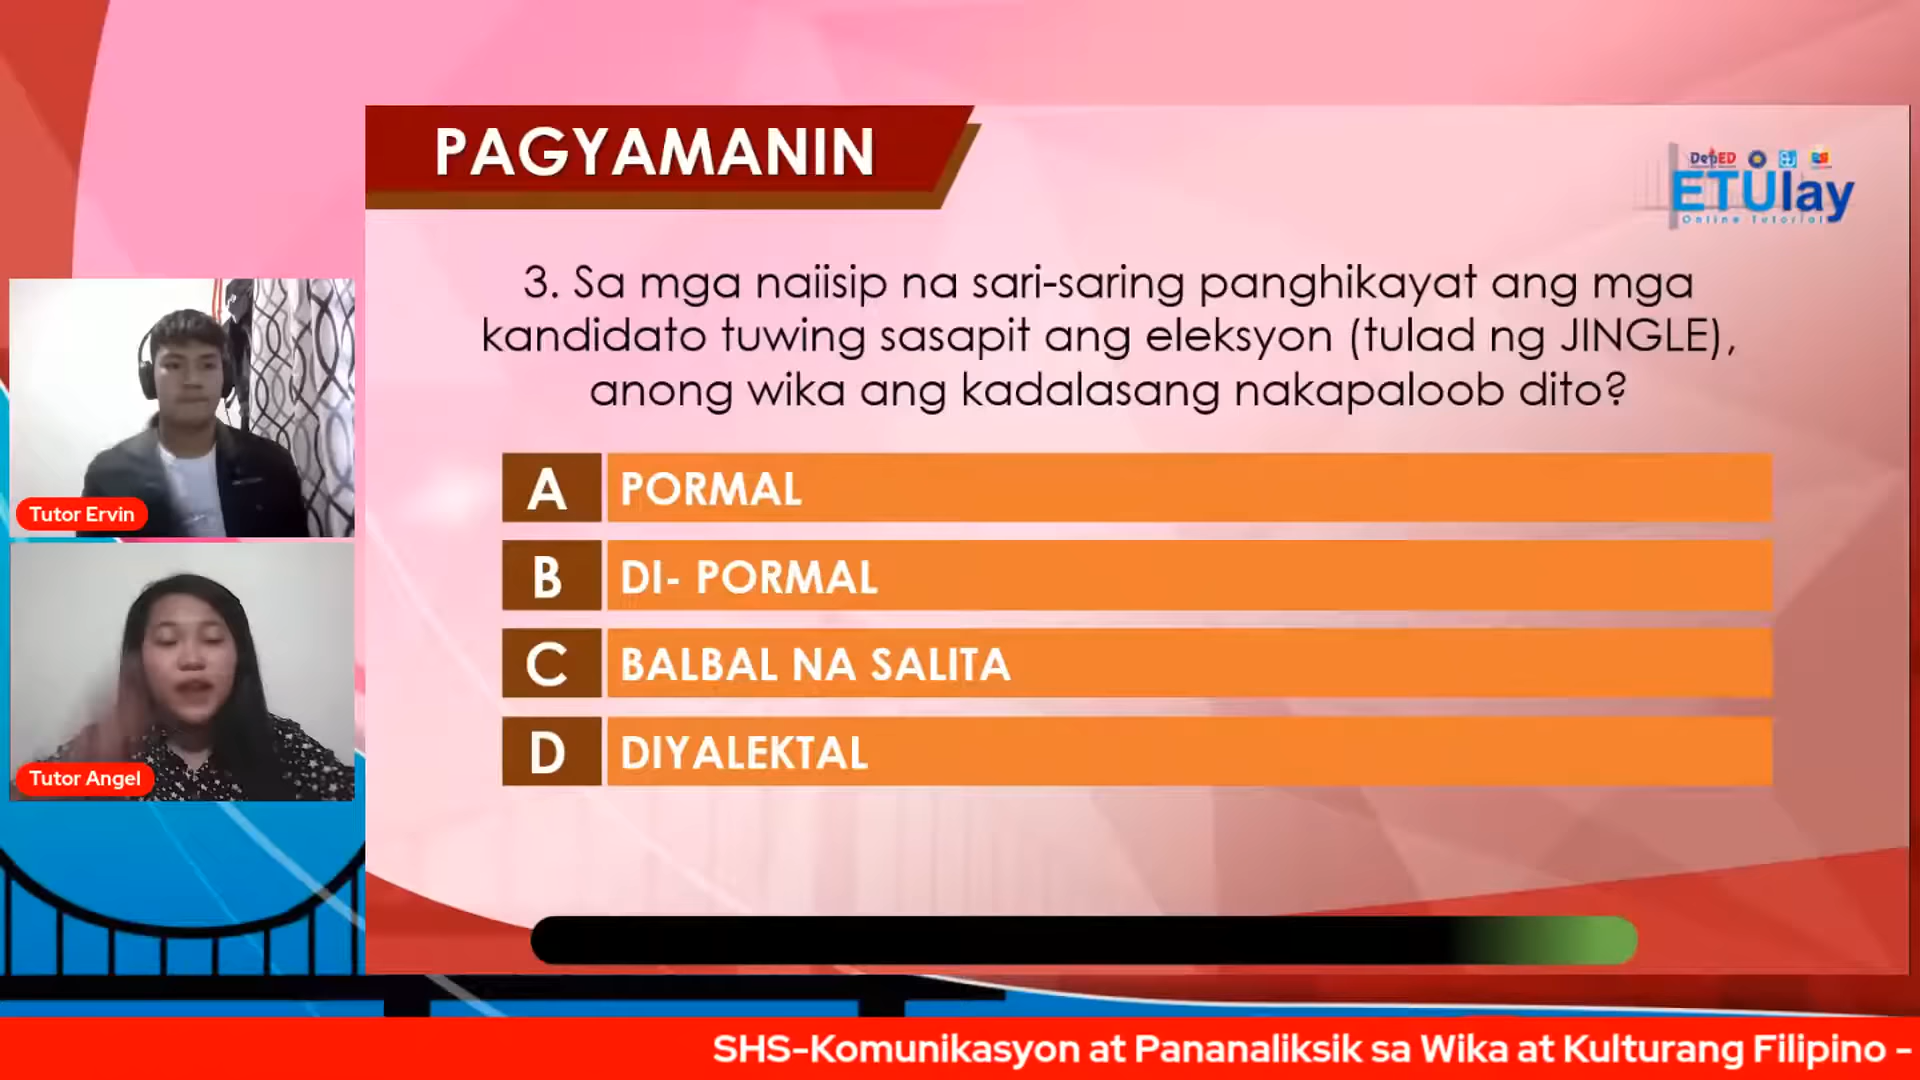 PAGYAMANIN
DepED
ETUlay
Online Tutorial
3. Sa mga naiisip na sari-saring panghikayat ang mga
kandidato tuwing sasapit ang eleksyon (tulad ng JINGLE),
anong wika ang kadalasang nakapaloob dito?
A PORMAL
B DI- PORMAL
C BALBAL NA SALITA
D DIYALEKTAL
Tutor Ervin
Tutor Angel
SHS-Komunikasyon at Pananaliksik sa Wika at Kulturang Filipino -